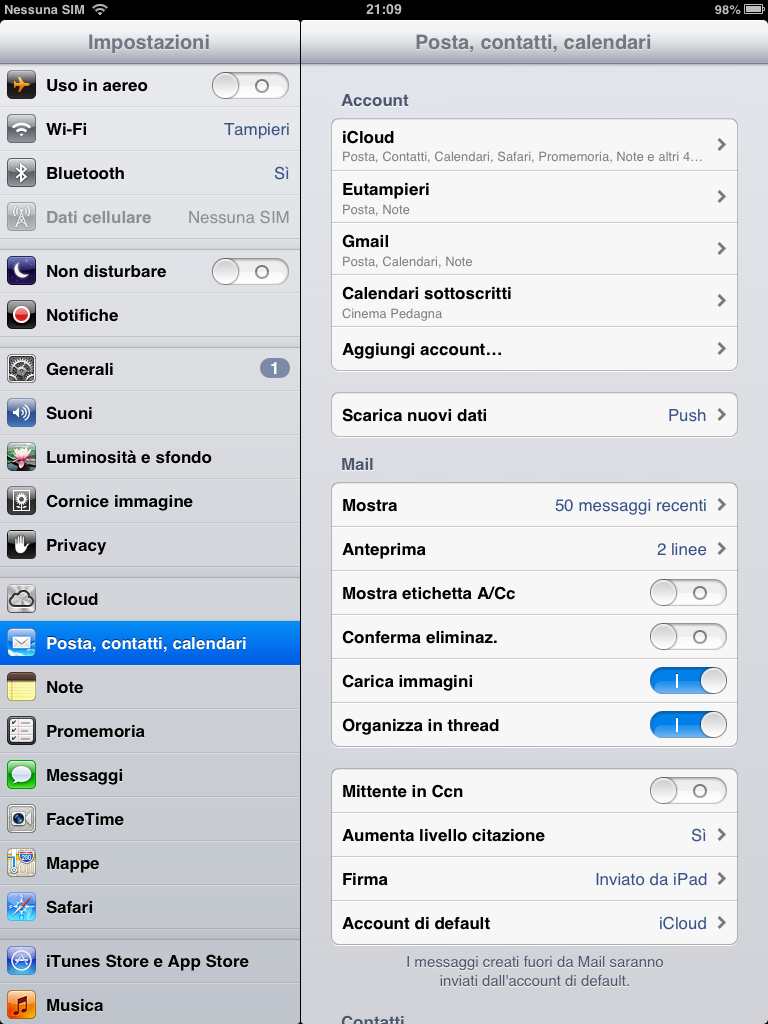 Nessuna SIM 21:09 98%
Impostazioni
Uso in aereo
Wi-Fi Tampieri
Bluetooth Sì
Dati cellulare Nessuna SIM
Non disturbare
Notifiche
Generali 1
Suoni
Luminosità e sfondo
Cornice immagine
Privacy
iCloud
Posta, contatti, calendari
Note
Promemoria
Messaggi
FaceTime
Mappe
Safari
iTunes Store e App Store
Musica
Posta, contatti, calendari
Account
iCloud
Posta, Contatti, Calendari, Safari, Promemoria, Note e altri 4…
Eutampieri
Posta, Note
Gmail
Posta, Calendari, Note
Calendari sottoscritti
Cinema Pedagna
Aggiungi account…
Scarica nuovi dati Push
Mail
Mostra 50 messaggi recenti
Anteprima 2 linee
Mostra etichetta A/Cc
Conferma eliminaz.
Carica immagini
Organizza in thread
Mittente in Ccn
Aumenta livello citazione Sì
Firma Inviato da iPad
Account di default iCloud
I messaggi creati fuori da Mail saranno
inviati dall'account di default.
Contatti